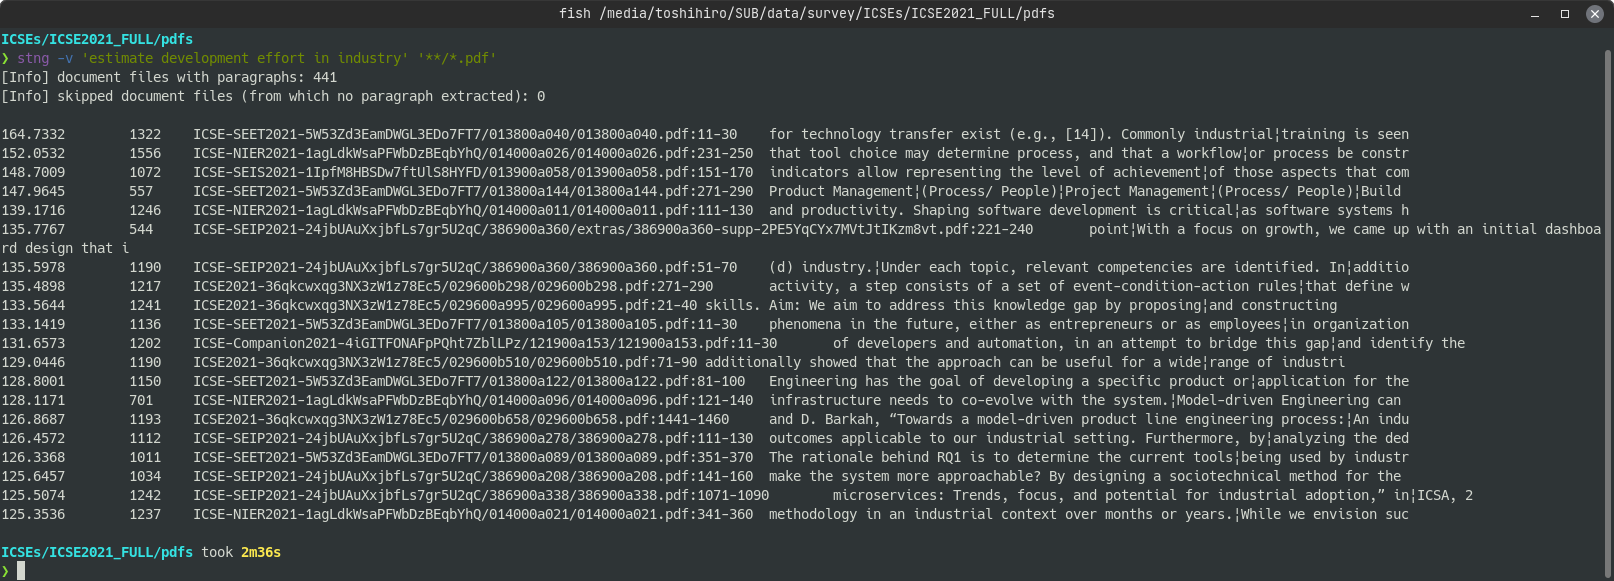 fish /media/toshihiro/SUB/data/survey/ICSEs/ICSE2021_FULL/pdfs
ICSEs/ICSE2021_FULL/pdfs
❯ stng -v 'estimate development effort in industry' '**/*.pdf'
[Info] document files with paragraphs: 441
[Info] skipped document files (from which no paragraph extracted): 0
164.7332 1322 ICSE-SEET2021-5W53Zd3EamDWGL3EDo7FT7/013800a040/013800a040.pdf:11-30 for technology transfer exist (e.g., [14]). Commonly industrial¦training is seen
152.0532 1556 ICSE-NIER2021-1agLdkWsaPFWbDzBEqbYhQ/014000a026/014000a026.pdf:231-250 that tool choice may determine process, and that a workflow¦or process be constr
148.7009 1072 ICSE-SEIS2021-1IpfM8HBSDw7ftUlS8HYFD/013900a058/013900a058.pdf:151-170 indicators allow representing the level of achievement¦of those aspects that com
147.9645 557 ICSE-SEET2021-5W53Zd3EamDWGL3EDo7FT7/013800a144/013800a144.pdf:271-290 Product Management¦(Process/ People)¦Project Management¦(Process/ People)¦Build
139.1716 1246 ICSE-NIER2021-1agLdkWsaPFWbDzBEqbYhQ/014000a011/014000a011.pdf:111-130 and productivity. Shaping software development is critical¦as software systems h
135.7767 544 ICSE-SEIP2021-24jbUAuXxjbfLs7gr5U2qC/386900a360/extras/386900a360-supp-2PE5YqCYx7MVtJtIKzm8vt.pdf:221-240 point¦With a focus on growth, we came up with an initial dashboa
rd design that i
135.5978 1190 ICSE-SEIP2021-24jbUAuXxjbfLs7gr5U2qC/386900a360/386900a360.pdf:51-70 (d) industry.¦Under each topic, relevant competencies are identified. In¦additio
135.4898 1217 ICSE2021-36qkcwxqg3NX3zW1z78Ec5/029600b298/029600b298.pdf:271-290 activity, a step consists of a set of event-condition-action rules¦that define w
133.5644 1241 ICSE2021-36qkcwxqg3NX3zW1z78Ec5/029600a995/029600a995.pdf:21-40 skills. Aim: We aim to address this knowledge gap by proposing¦and constructing
133.1419 1136 ICSE-SEET2021-5W53Zd3EamDWGL3EDo7FT7/013800a105/013800a105.pdf:11-30 phenomena in the future, either as entrepreneurs or as employees¦in organization
131.6573 1202 ICSE-Companion2021-4iGITFONAFpPQht7ZblLPz/121900a153/121900a153.pdf:11-30 of developers and automation, in an attempt to bridge this gap¦and identify the
129.0446 1190 ICSE2021-36qkcwxqg3NX3zW1z78Ec5/029600b510/029600b510.pdf:71-90 additionally showed that the approach can be useful for a wide¦range of industri
128.8001 1150 ICSE-SEET2021-5W53Zd3EamDWGL3EDo7FT7/013800a122/013800a122.pdf:81-100 Engineering has the goal of developing a specific product or¦application for the
128.1171 701 ICSE-NIER2021-1agLdkWsaPFWbDzBEqbYhQ/014000a096/014000a096.pdf:121-140 infrastructure needs to co-evolve with the system.¦Model-driven Engineering can
126.8687 1193 ICSE2021-36qkcwxqg3NX3zW1z78Ec5/029600b658/029600b658.pdf:1441-1460 and D. Barkah, “Towards a model-driven product line engineering process:¦An indu
126.4572 1112 ICSE-SEIP2021-24jbUAuXxjbfLs7gr5U2qC/386900a278/386900a278.pdf:111-130 outcomes applicable to our industrial setting. Furthermore, by¦analyzing the ded
126.3368 1011 ICSE-SEET2021-5W53Zd3EamDWGL3EDo7FT7/013800a089/013800a089.pdf:351-370 The rationale behind RQ1 is to determine the current tools¦being used by industr
125.6457 1034 ICSE-SEIP2021-24jbUAuXxjbfLs7gr5U2qC/386900a208/386900a208.pdf:141-160 make the system more approachable? By designing a sociotechnical method for the
125.5074 1242 ICSE-SEIP2021-24jbUAuXxjbfLs7gr5U2qC/386900a338/386900a338.pdf:1071-1090 microservices: Trends, focus, and potential for industrial adoption,” in¦ICSA, 2
125.3536 1237 ICSE-NIER2021-1agLdkWsaPFWbDzBEqbYhQ/014000a021/014000a021.pdf:341-360 methodology in an industrial context over months or years.¦While we envision suc
ICSEs/ICSE2021_FULL/pdfs took 2m36s
❯